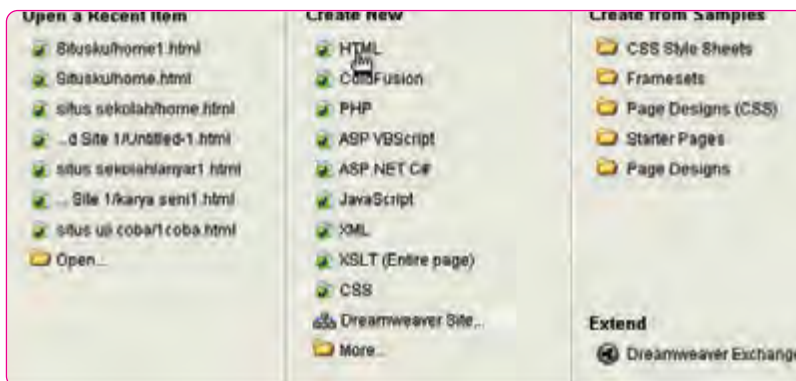 Open a Recent Item
Situsku/home1.html
Situsku/home.html
situs sekolah/home.html
...d Site 1/Untitled-1.html
situs sekolah/anyar1.html
... Site 1/karya seni1.html
situs uji coba/1coba.html
Open...
Create New
HTML
ColdFusion
PHP
ASP VBScript
ASP.NET C#
JavaScript
XML
XSLT (Entire page)
CSS
Dreamweaver Site...
More...
Create from Samples
CSS Style Sheets
Framesets
Page Designs (CSS)
Starter Pages
Page Designs
Extend
Dreamweaver Exchange